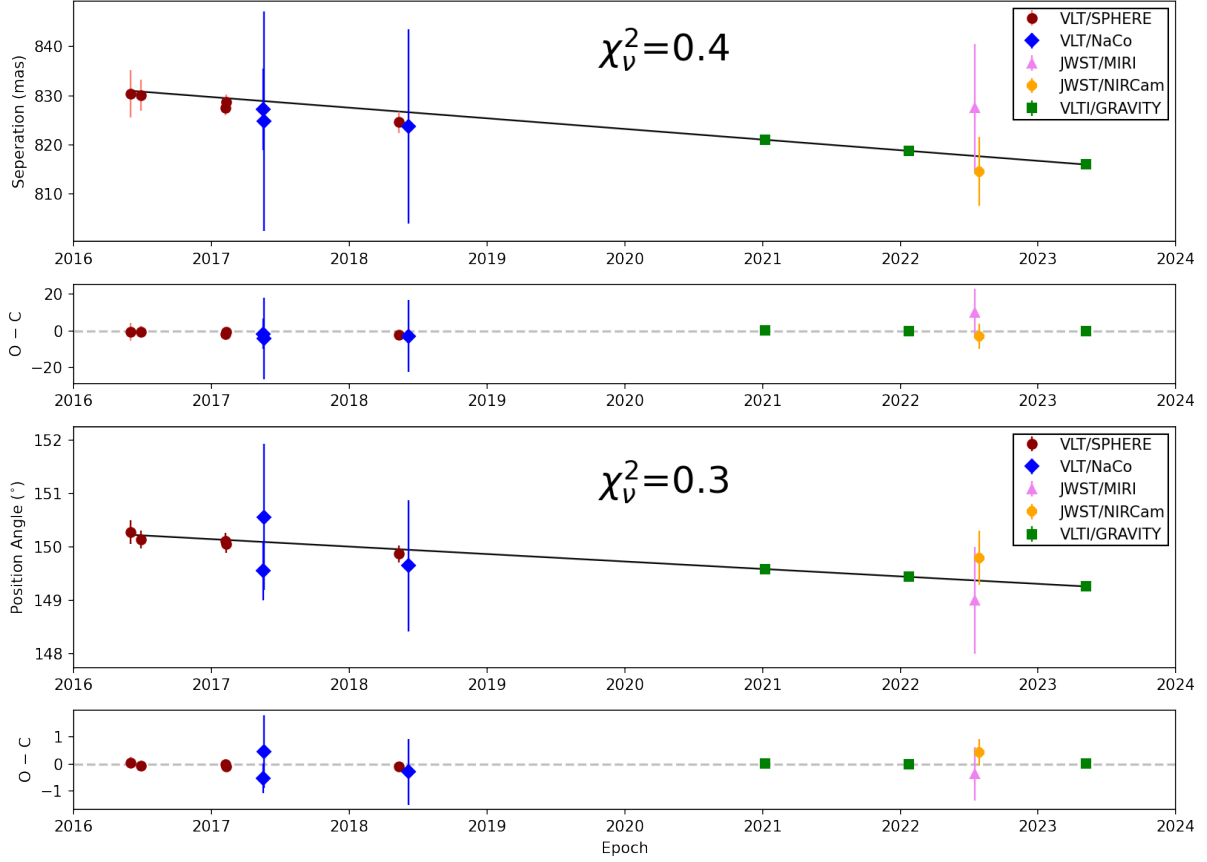 Seperation (mas)
840
830
820
810
χ²ᵥ=0.4
VLT/SPHERE
VLT/NaCo
JWST/MIRI
JWST/NIRCam
VLTI/GRAVITY
2016 2017 2018 2019 2020 2021 2022 2023 2024
O − C
20
0
−20
2016 2017 2018 2019 2020 2021 2022 2023 2024
Position Angle (°)
152
151
150
149
148
χ²ᵥ=0.3
VLT/SPHERE
VLT/NaCo
JWST/MIRI
JWST/NIRCam
VLTI/GRAVITY
2016 2017 2018 2019 2020 2021 2022 2023 2024
O − C
1
0
−1
2016 2017 2018 2019 2020 2021 2022 2023 2024
Epoch